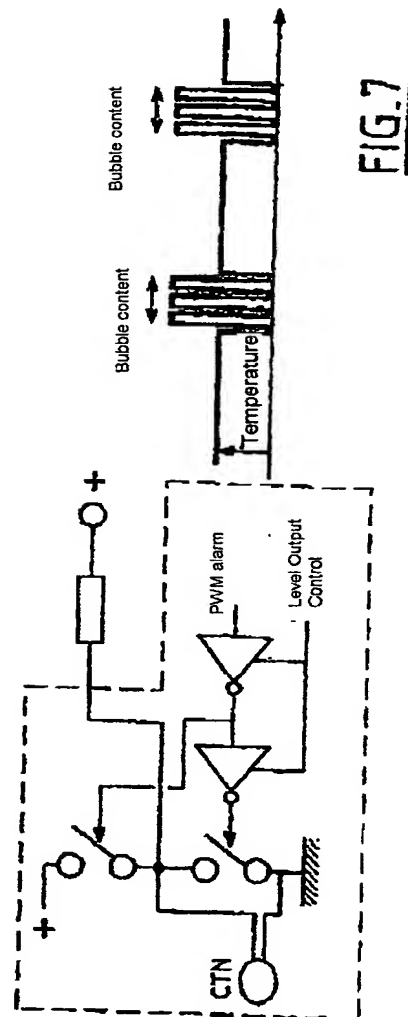 +
+
CTN
PWM alarm
Level Output
Control
Temperature
Bubble content
Bubble content
FIG.7